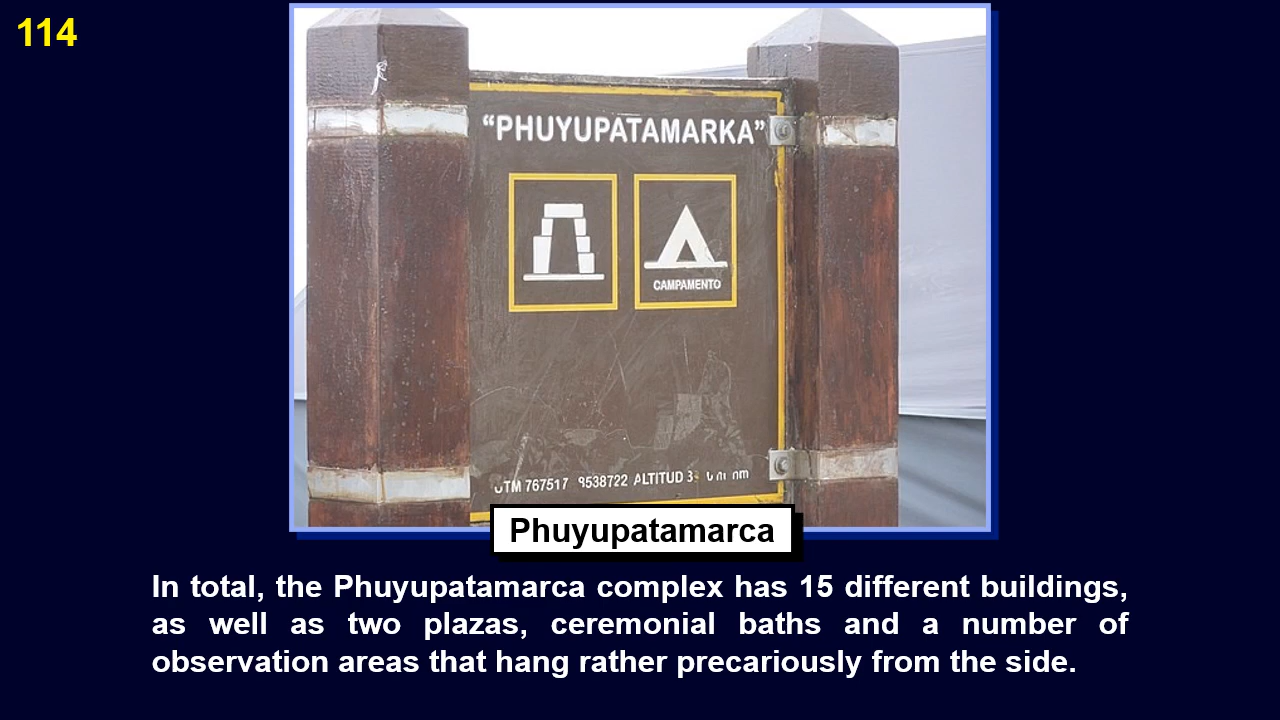 114
“PHUYUPATAMARKA”
CAMPAMENTO
UTM 767517 9538722 ALTITUD
Phuyupatamarca
In total, the Phuyupatamarca complex has 15 different buildings,
as well as two plazas, ceremonial baths and a number of
observation areas that hang rather precariously from the side.